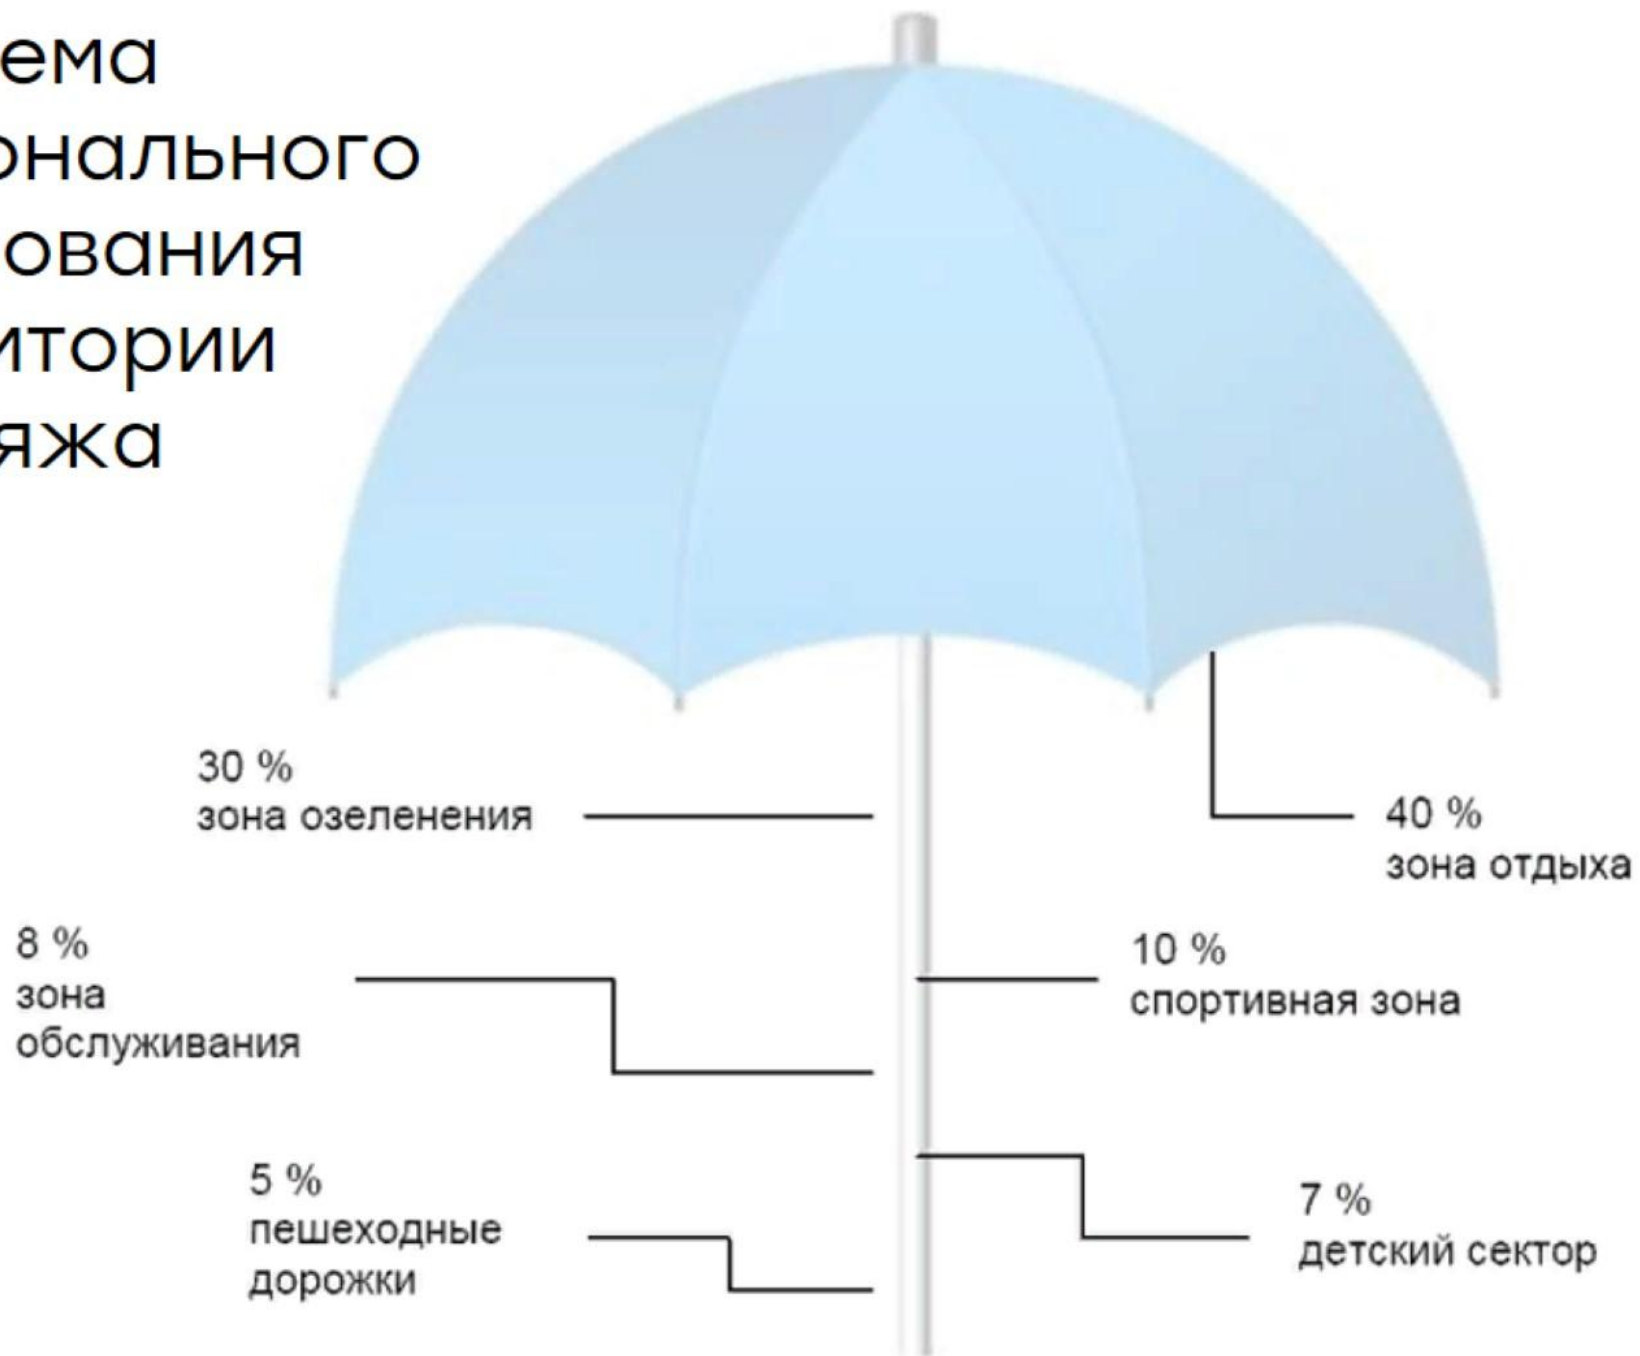 ема
онального
ования
итории
яжа
30 %
зона озеленения
40 %
зона отдыха
8 %
зона
обслуживания
10 %
спортивная зона
5 %
пешеходные
дорожки
7 %
детский сектор